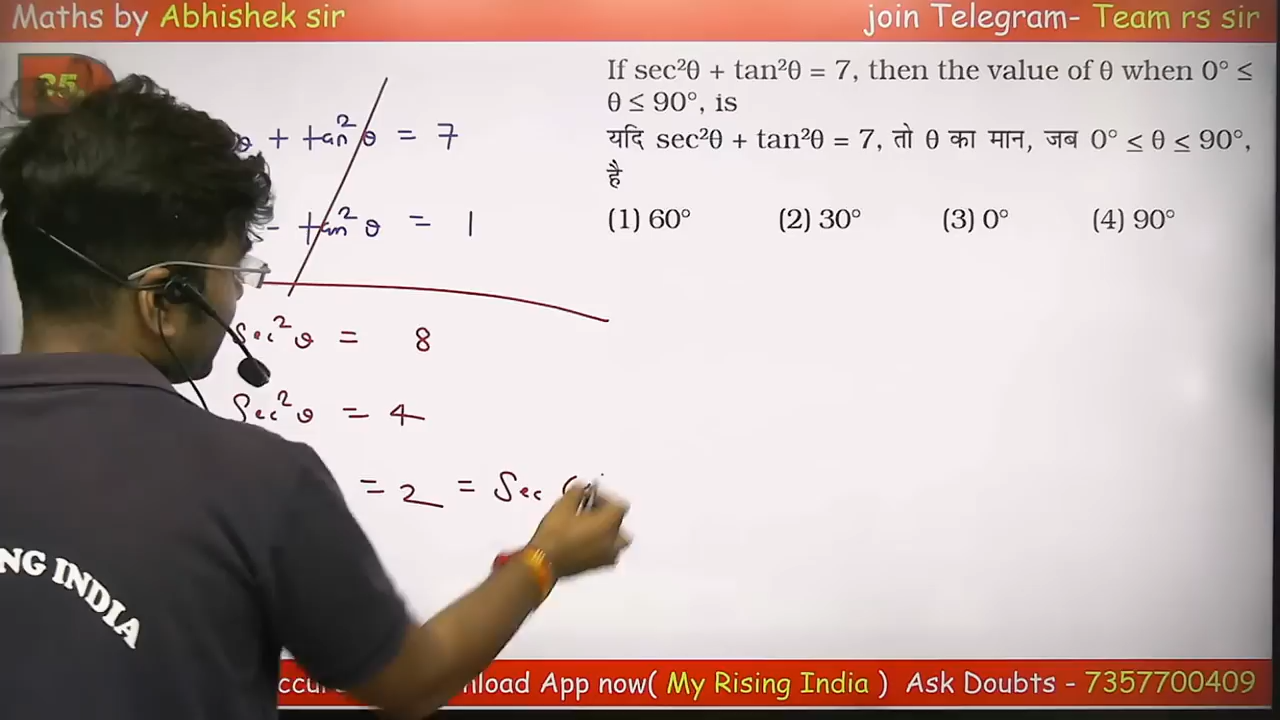 Maths by Abhishek sir
join Telegram- Team rs sir
If sec²θ + tan²θ = 7, then the value of θ when 0° ≤
θ ≤ 90°, is
यदि sec²θ + tan²θ = 7, तो θ का मान, जब 0° ≤ θ ≤ 90°,
है
(1) 60° (2) 30° (3) 0° (4) 90°
θ + tan²θ = 7
- tan²θ = 1
Sec²θ = 8
Sec²θ = 4
= 2 = Sec
NG INDIA
App now( My Rising India ) Ask Doubts - 7357700409